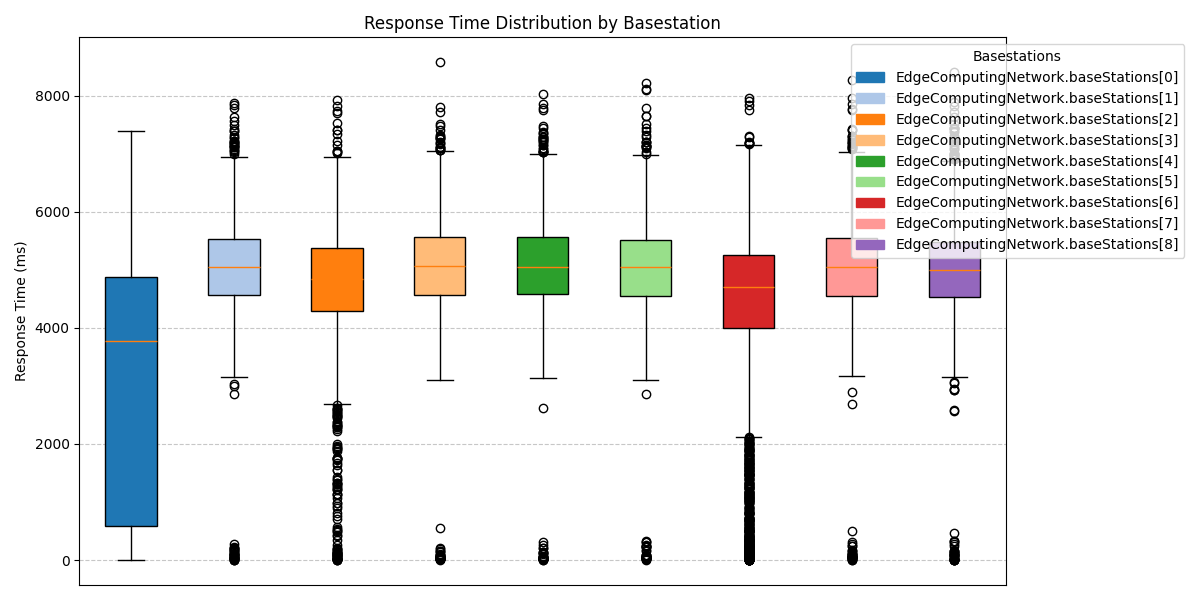 Response Time Distribution by Basestation
Response Time (ms)
8000
6000
4000
2000
0
Basestations
EdgeComputingNetwork.baseStations[0]
EdgeComputingNetwork.baseStations[1]
EdgeComputingNetwork.baseStations[2]
EdgeComputingNetwork.baseStations[3]
EdgeComputingNetwork.baseStations[4]
EdgeComputingNetwork.baseStations[5]
EdgeComputingNetwork.baseStations[6]
EdgeComputingNetwork.baseStations[7]
EdgeComputingNetwork.baseStations[8]